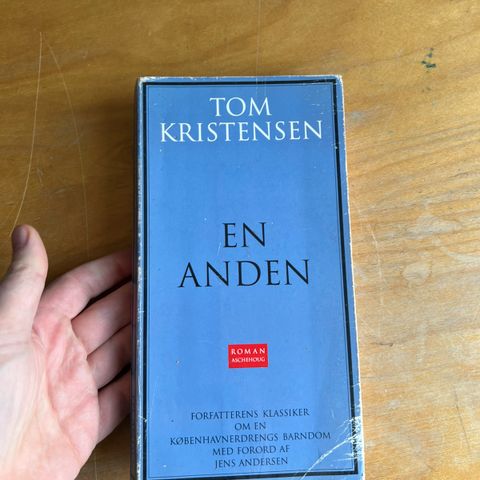 TOM
KRISTENSEN
EN
ANDEN
ROMAN
ASCHEHOUG
FORFATTERENS KLASSIKER
OM EN
KØBENHAVNERDRENGS BARNDOM
MED FORORD AF
JENS ANDERSEN